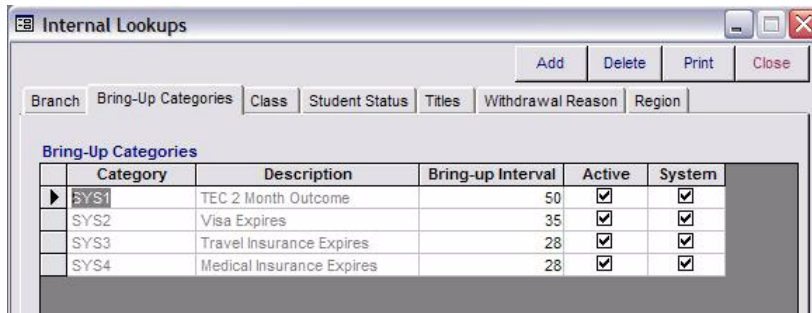 Internal Lookups
Add Delete Print Close
Branch Bring-Up Categories Class Student Status Titles Withdrawal Reason Region
Bring-Up Categories
Category Description Bring-up Interval Active System
SYS1 TEC 2 Month Outcome 50
SYS2 Visa Expires 35
SYS3 Travel Insurance Expires 28
SYS4 Medical Insurance Expires 28